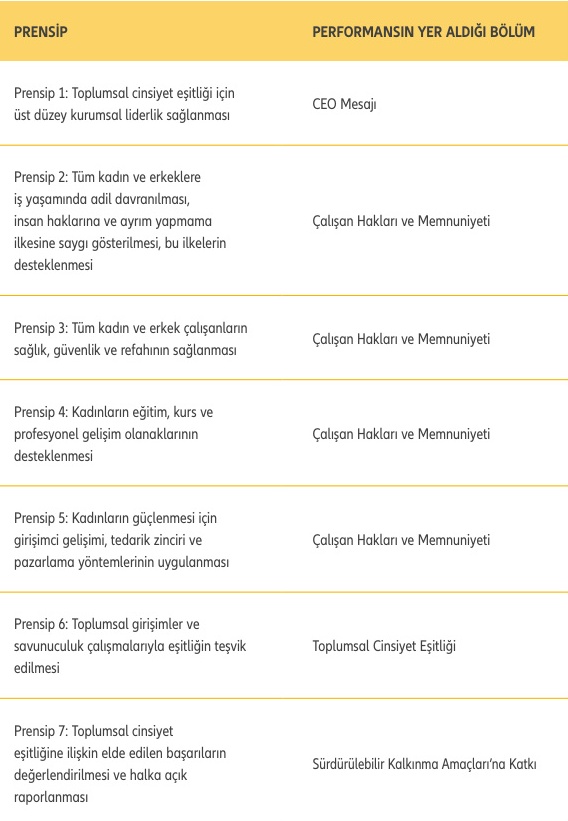 PRENSİP
PERFORMANSIN YER ALDIĞI BÖLÜM
Prensip 1: Toplumsal cinsiyet eşitliği için
üst düzey kurumsal liderlik sağlanması
CEO Mesajı
Prensip 2: Tüm kadın ve erkeklere
iş yaşamında adil davranılması,
insan haklarına ve ayrım yapmama
ilkesine saygı gösterilmesi, bu ilkelerin
desteklenmesi
Çalışan Hakları ve Memnuniyeti
Prensip 3: Tüm kadın ve erkek çalışanların
sağlık, güvenlik ve refahının sağlanması
Çalışan Hakları ve Memnuniyeti
Prensip 4: Kadınların eğitim, kurs ve
profesyonel gelişim olanaklarının
desteklenmesi
Çalışan Hakları ve Memnuniyeti
Prensip 5: Kadınların güçlenmesi için
girişimci gelişimi, tedarik zinciri ve
pazarlama yöntemlerinin uygulanması
Çalışan Hakları ve Memnuniyeti
Prensip 6: Toplumsal girişimler ve
savunuculuk çalışmalarıyla eşitliğin teşvik
edilmesi
Toplumsal Cinsiyet Eşitliği
Prensip 7: Toplumsal cinsiyet
eşitliğine ilişkin elde edilen başarıların
değerlendirilmesi ve halka açık
raporlanması
Sürdürülebilir Kalkınma Amaçları'na Katkı